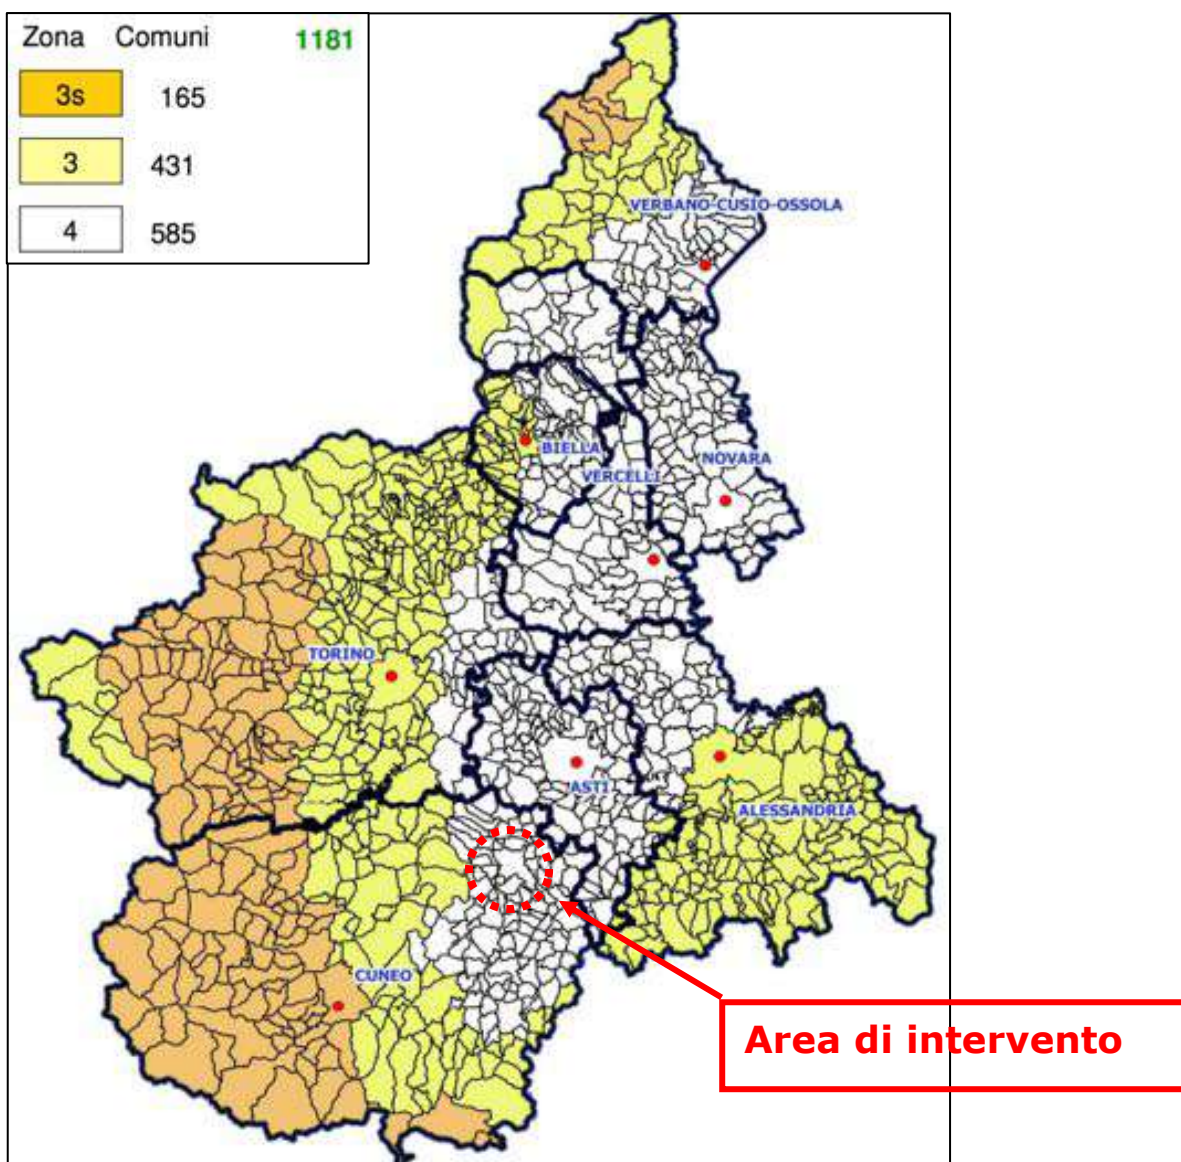 Zona Comuni 1181
3s 165
3 431
4 585
VERBANO-CUSIO-OSSOLA
BIELLA
NOVARA
VERCELLI
TORINO
ASTI
ALESSANDRIA
CUNEO
Area di intervento